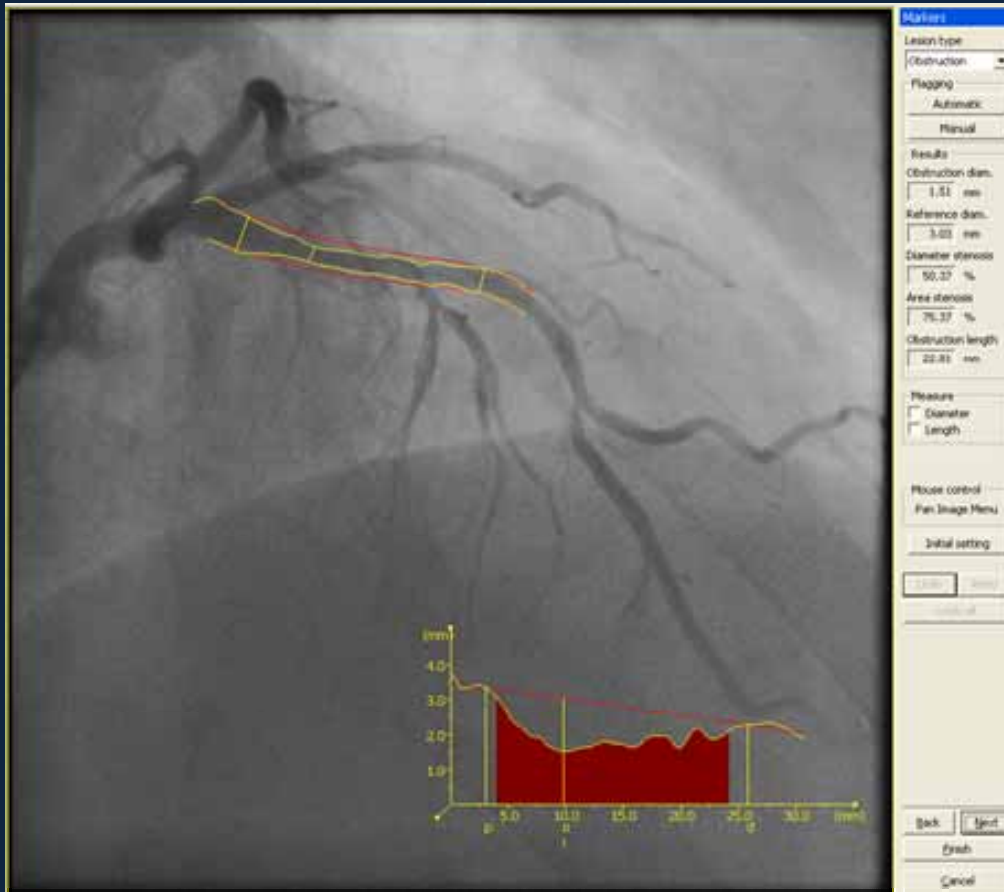 Markers
Lesion type
Obstruction
Flagging
Automatic
Manual
Results
Obstruction diam.
1.51 mm
Reference diam.
3.03 mm
Diameter stenosis
50.37 %
Area stenosis
75.37 %
Obstruction length
22.81 mm
Measure
Diameter
Length
Mouse control
Pan Image Menu
Initial setting
Undo
Back Next
Finish
Cancel
(mm)
4.0
3.0
2.0
1.0
5.0 10.0 15.0 20.0 25.0 30.0 (mm)